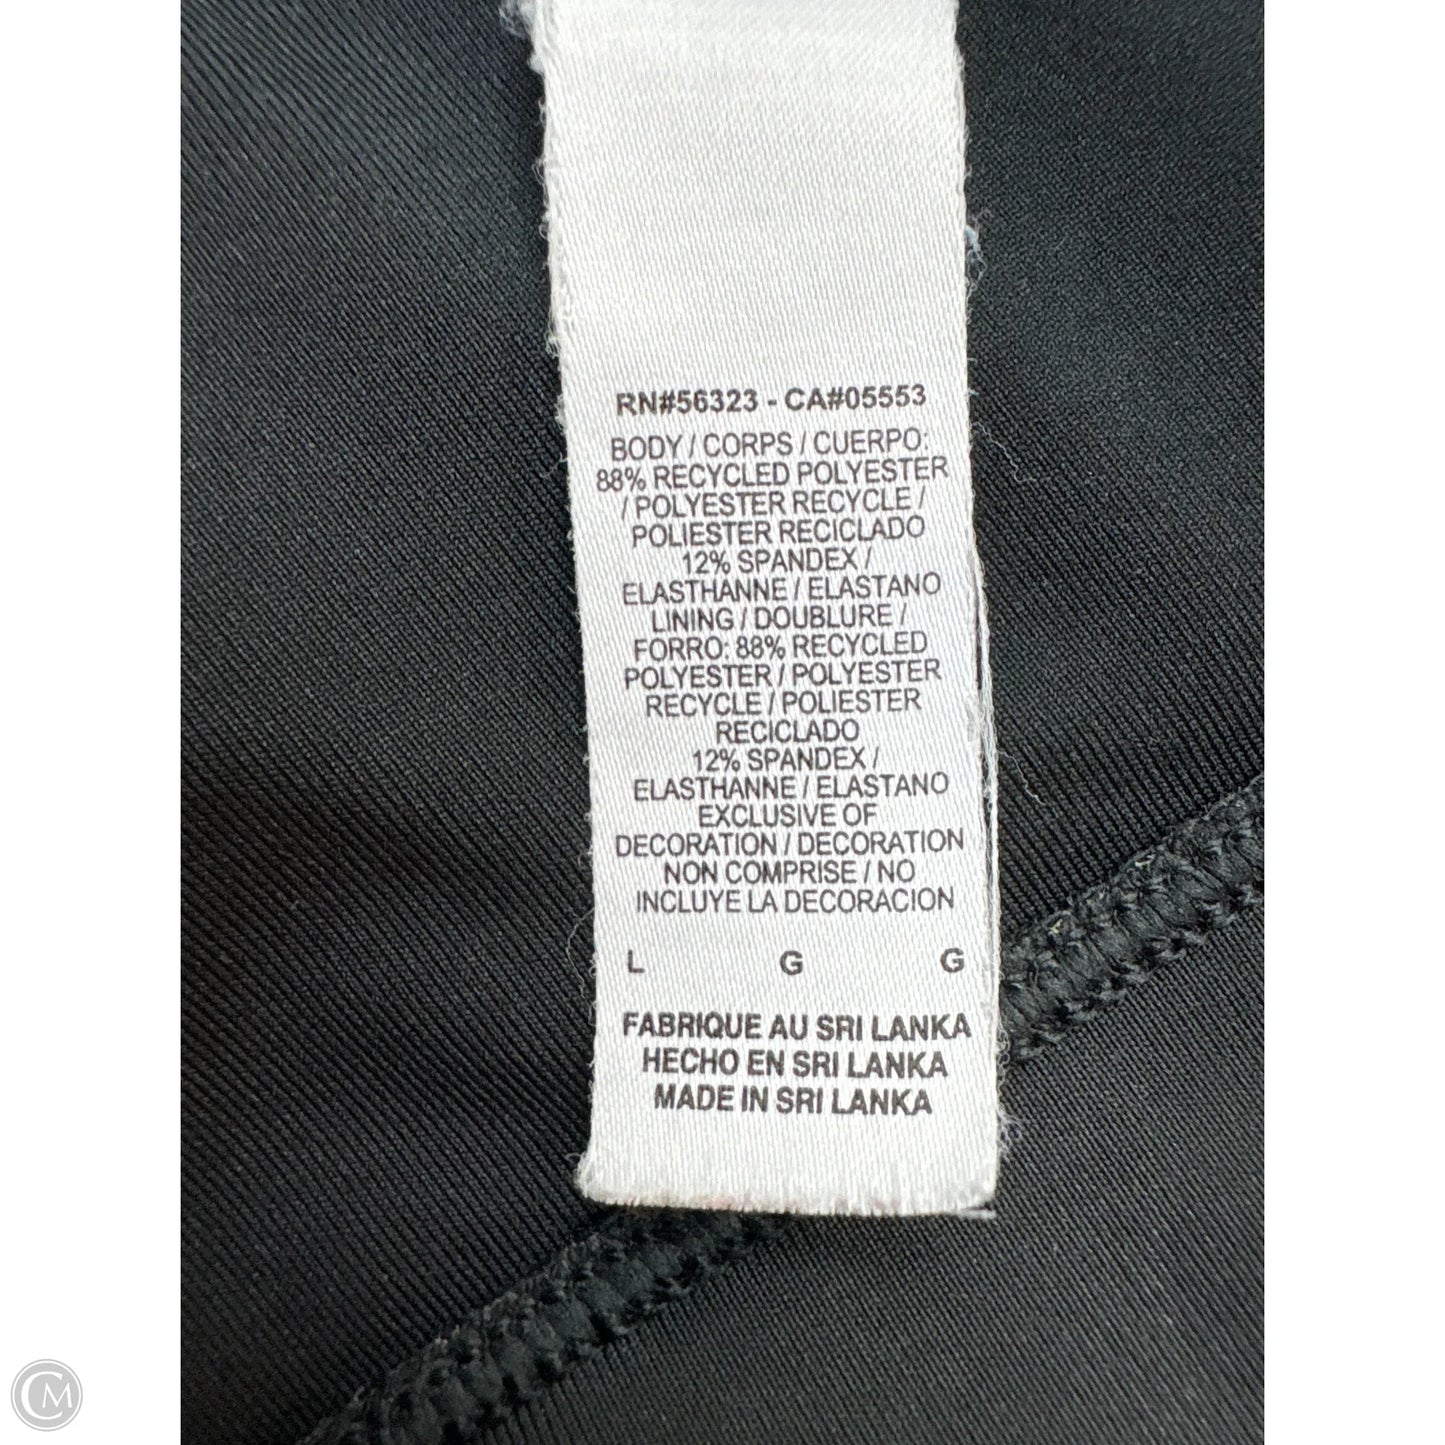 RN#56323 - CA#05553
BODY / CORPS / CUERPO:
88% RECYCLED POLYESTER
/ POLYESTER RECYCLE /
POLIESTER RECICLADO
12% SPANDEX /
ELASTHANNE / ELASTANO
LINING / DOUBLURE /
FORRO: 88% RECYCLED
POLYESTER / POLYESTER
RECYCLE / POLIESTER
RECICLADO
12% SPANDEX /
ELASTHANNE / ELASTANO
EXCLUSIVE OF
DECORATION / DECORATION
NON COMPRISE / NO
INCLUYE LA DECORACION
L G G
FABRIQUE AU SRI LANKA
HECHO EN SRI LANKA
MADE IN SRI LANKA
CM